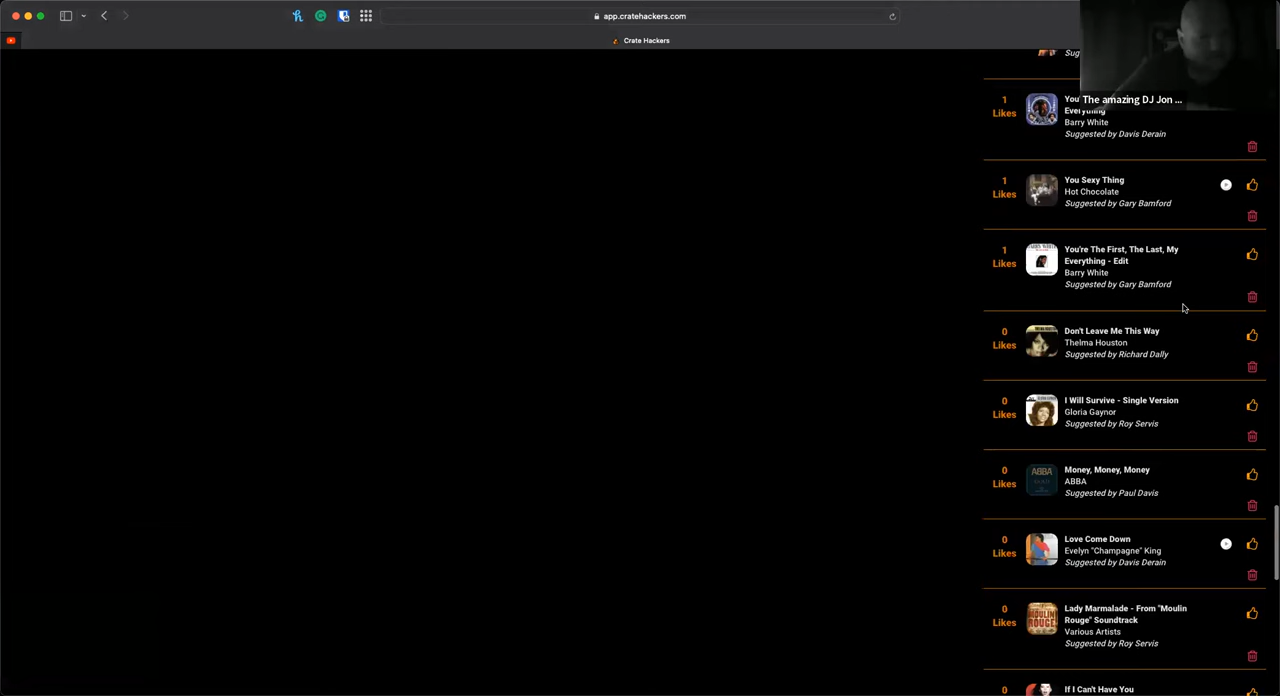 app.cratehackers.com
Crate Hackers
Sug
The amazing DJ Jon ...
1
Likes
You
Everything
Barry White
Suggested by Davis Derain
1
Likes
You Sexy Thing
Hot Chocolate
Suggested by Gary Bamford
1
Likes
You're The First, The Last, My
Everything - Edit
Barry White
Suggested by Gary Bamford
0
Likes
Don't Leave Me This Way
Thelma Houston
Suggested by Richard Dally
0
Likes
I Will Survive - Single Version
Gloria Gaynor
Suggested by Roy Servis
0
Likes
ABBA
Money, Money, Money
ABBA
Suggested by Paul Davis
0
Likes
Love Come Down
Evelyn "Champagne" King
Suggested by Davis Derain
0
Likes
MOULIN
ROUGE
Lady Marmalade - From "Moulin
Rouge" Soundtrack
Various Artists
Suggested by Roy Servis
0
If I Can't Have You